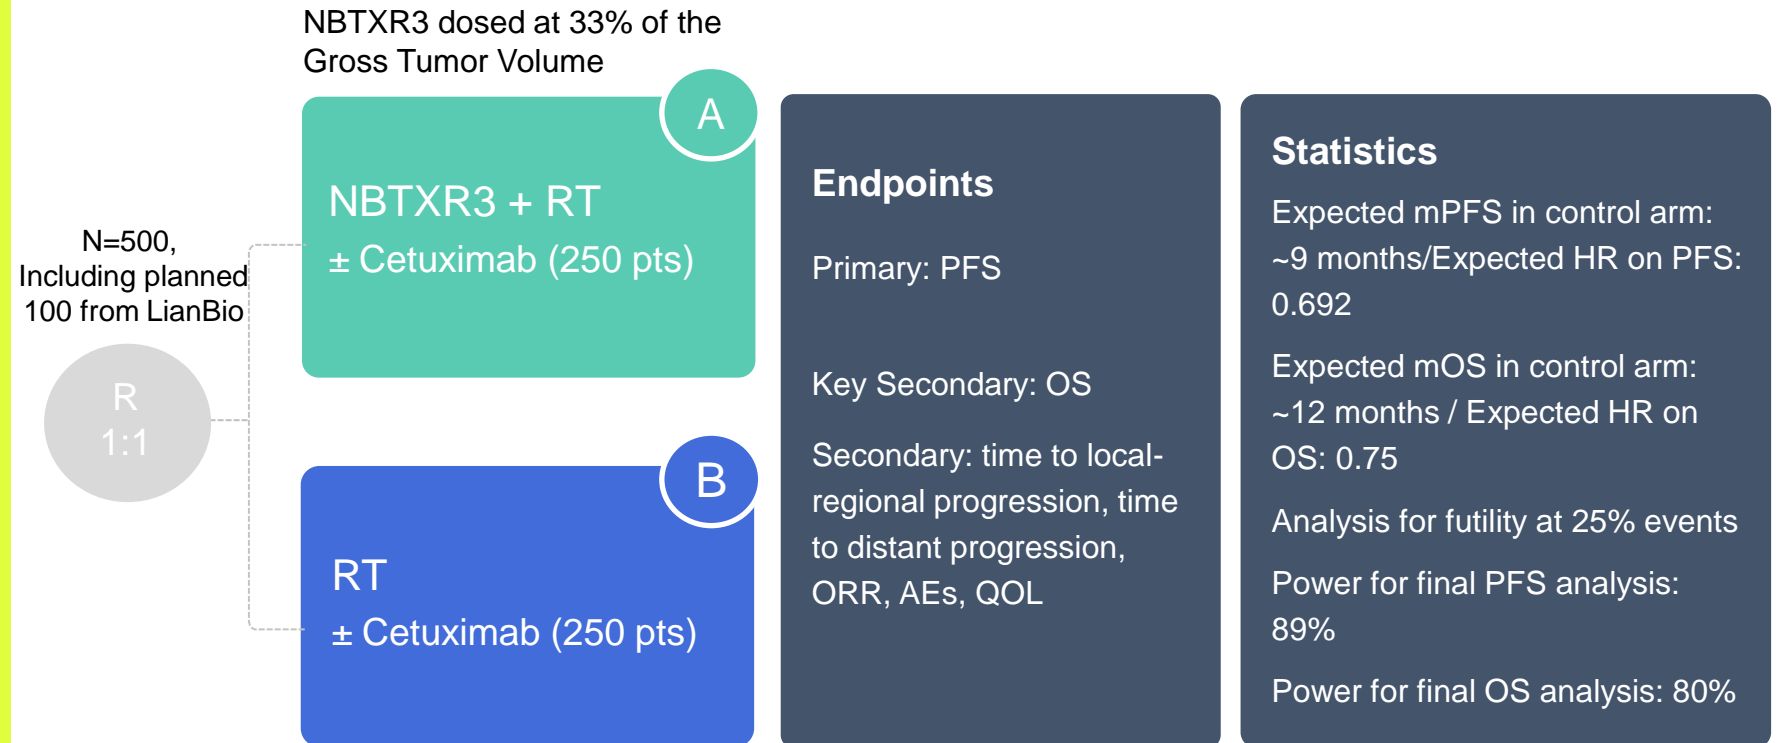 NBTXR3 dosed at 33% of the
Gross Tumor Volume
N=500,
Including planned
100 from LianBio
R
1:1
A
NBTXR3 + RT
± Cetuximab (250 pts)
B
RT
± Cetuximab (250 pts)
Endpoints
Primary: PFS
Key Secondary: OS
Secondary: time to local-
regional progression, time
to distant progression,
ORR, AEs, QOL
Statistics
Expected mPFS in control arm:
~9 months/Expected HR on PFS:
0.692
Expected mOS in control arm:
~12 months / Expected HR on
OS: 0.75
Analysis for futility at 25% events
Power for final PFS analysis:
89%
Power for final OS analysis: 80%